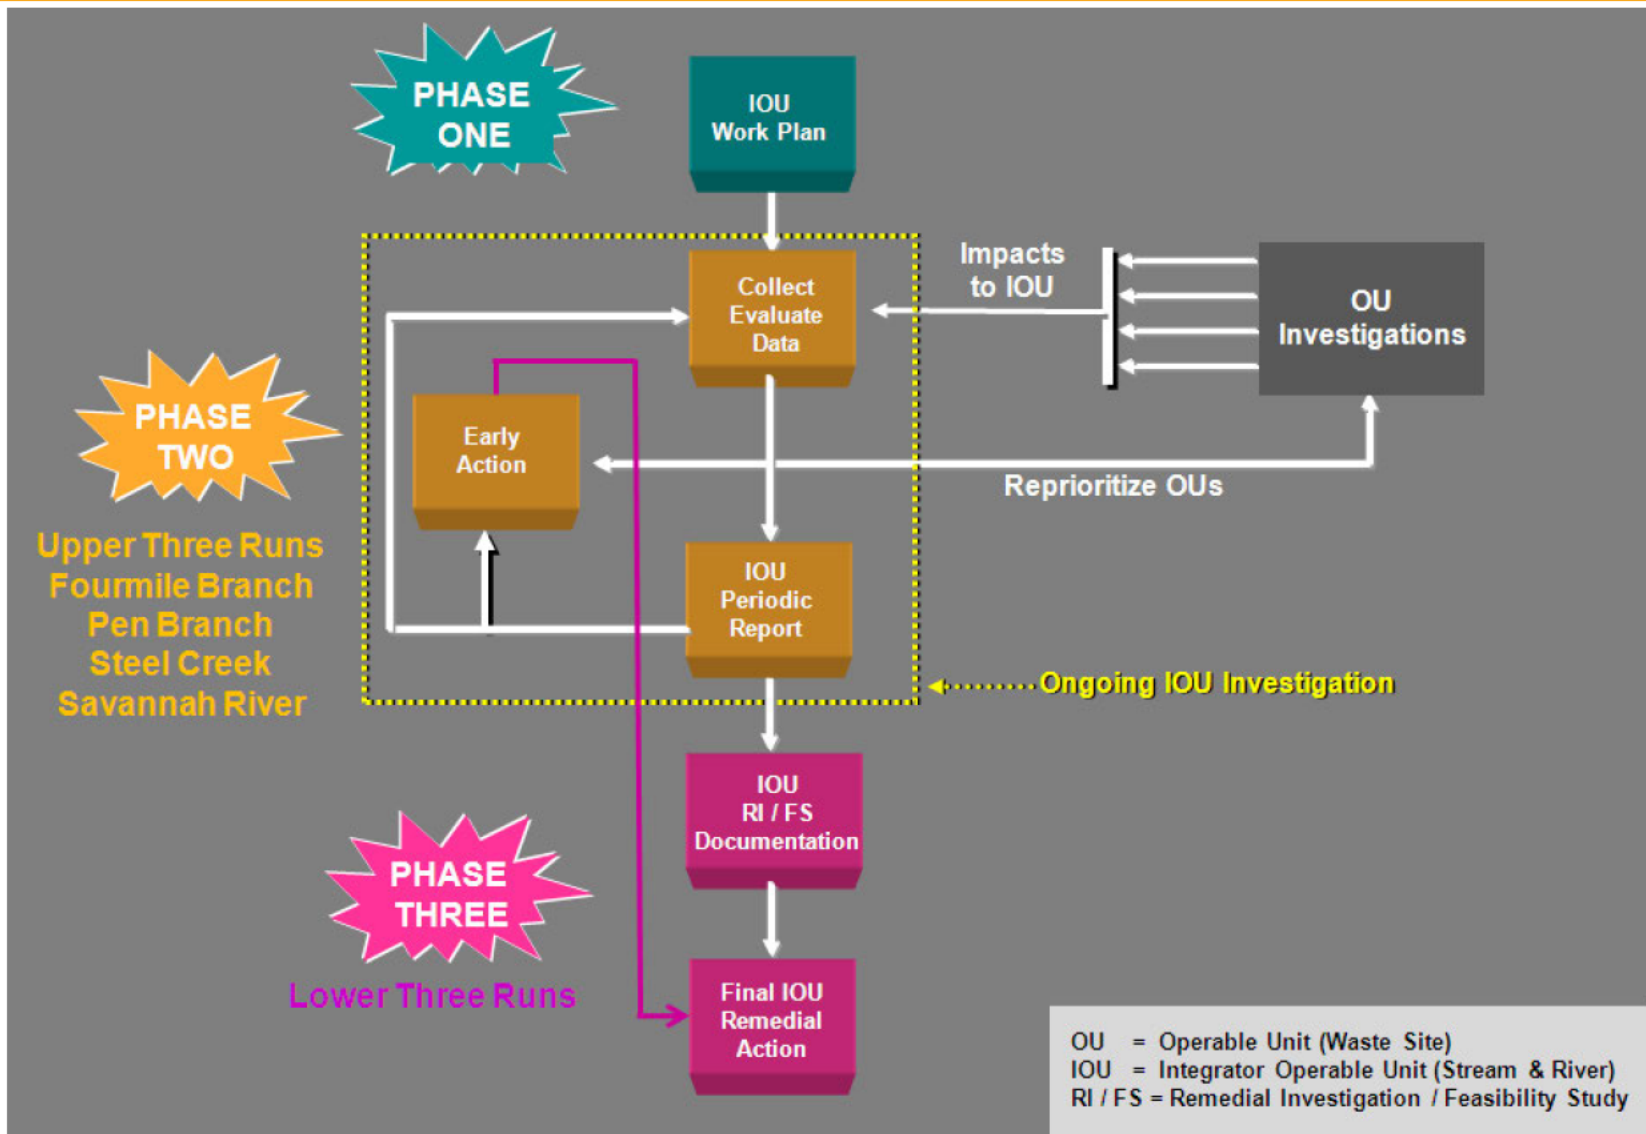 PHASE
ONE
IOU
Work Plan
Collect
Evaluate
Data
Impacts
to IOU
OU
Investigations
PHASE
TWO
Early
Action
Reprioritize OUs
Upper Three Runs
Fourmile Branch
Pen Branch
Steel Creek
Savannah River
IOU
Periodic
Report
Ongoing IOU Investigation
IOU
RI / FS
Documentation
PHASE
THREE
Lower Three Runs
Final IOU
Remedial
Action
OU = Operable Unit (Waste Site)
IOU = Integrator Operable Unit (Stream & River)
RI / FS = Remedial Investigation / Feasibility Study